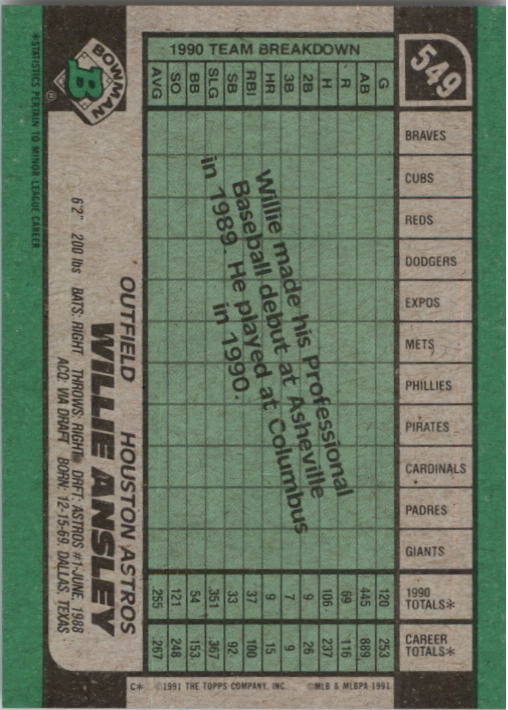 549
WILLIE ANSLEY
OUTFIELD HOUSTON ASTROS
6'2" 200 lbs BATS: RIGHT THROWS: RIGHT DRFT: ASTROS #1-JUNE, 1988
ACQ: VIA DRAFT BORN: 12-15-69, DALLAS, TEXAS
BOWMAN
B
®
*STATISTICS PERTAIN TO MINOR LEAGUE CAREER
1990 TEAM BREAKDOWN
G AB R H 2B 3B HR RBI SB SLG BB SO AVG
BRAVES
CUBS
REDS
DODGERS
EXPOS
METS
PHILLIES
PIRATES
CARDINALS
PADRES
GIANTS
1990 TOTALS* 120 445 69 106 9 7 9 37 33 .351 54 121 .255
CAREER TOTALS* 253 889 116 237 26 9 15 100 92 .367 153 248 .267
Willie made his Professional
Baseball debut at Asheville
in 1989. He played at Columbus
in 1990.
C* ©1991 THE TOPPS COMPANY, INC. ©MLB & MLBPA 1991